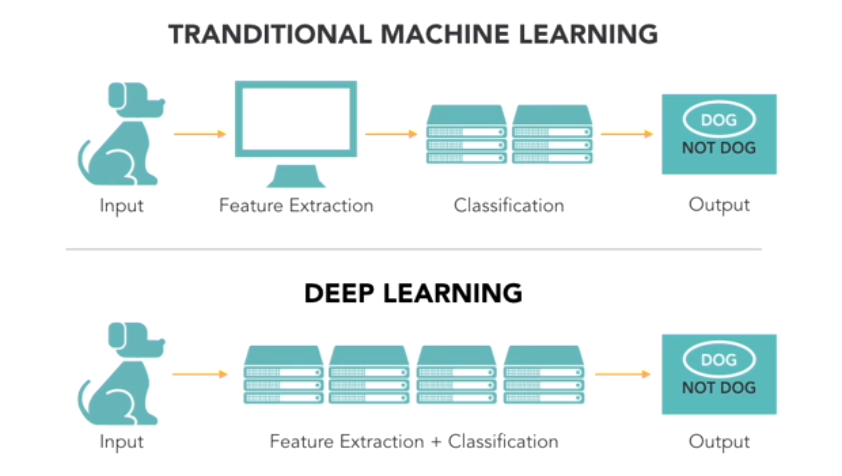 TRANDITIONAL MACHINE LEARNING
DOG
NOT DOG
Input
Feature Extraction
Classification
Output
DEEP LEARNING
DOG
NOT DOG
Input
Feature Extraction + Classification
Output